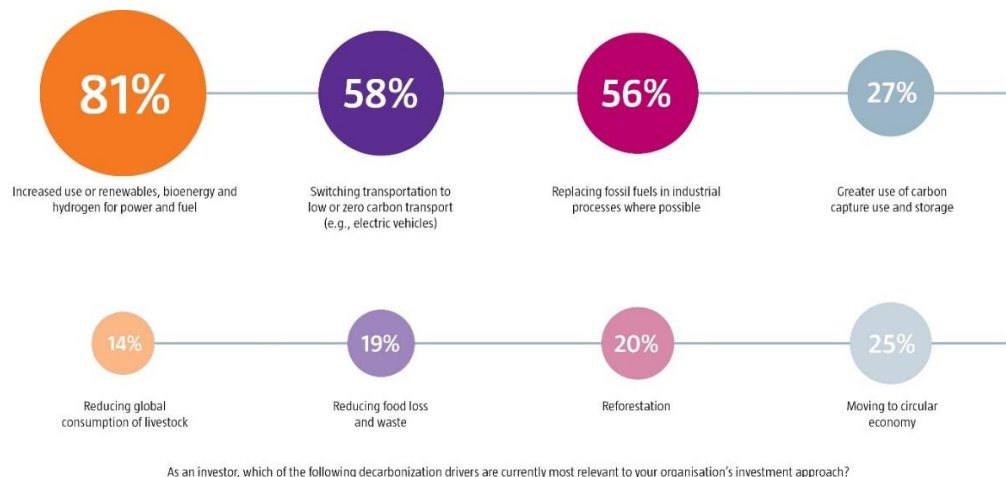 81%
58%
56%
27%
Increased use or renewables, bioenergy and
hydrogen for power and fuel
Switching transportation to
low or zero carbon transport
(e.g., electric vehicles)
Replacing fossil fuels in industrial
processes where possible
Greater use of carbon
capture use and storage
14%
19%
20%
25%
Reducing global
consumption of livestock
Reducing food loss
and waste
Reforestation
Moving to circular
economy
As an investor, which of the following decarbonization drivers are currently most relevant to your organisation's investment approach?